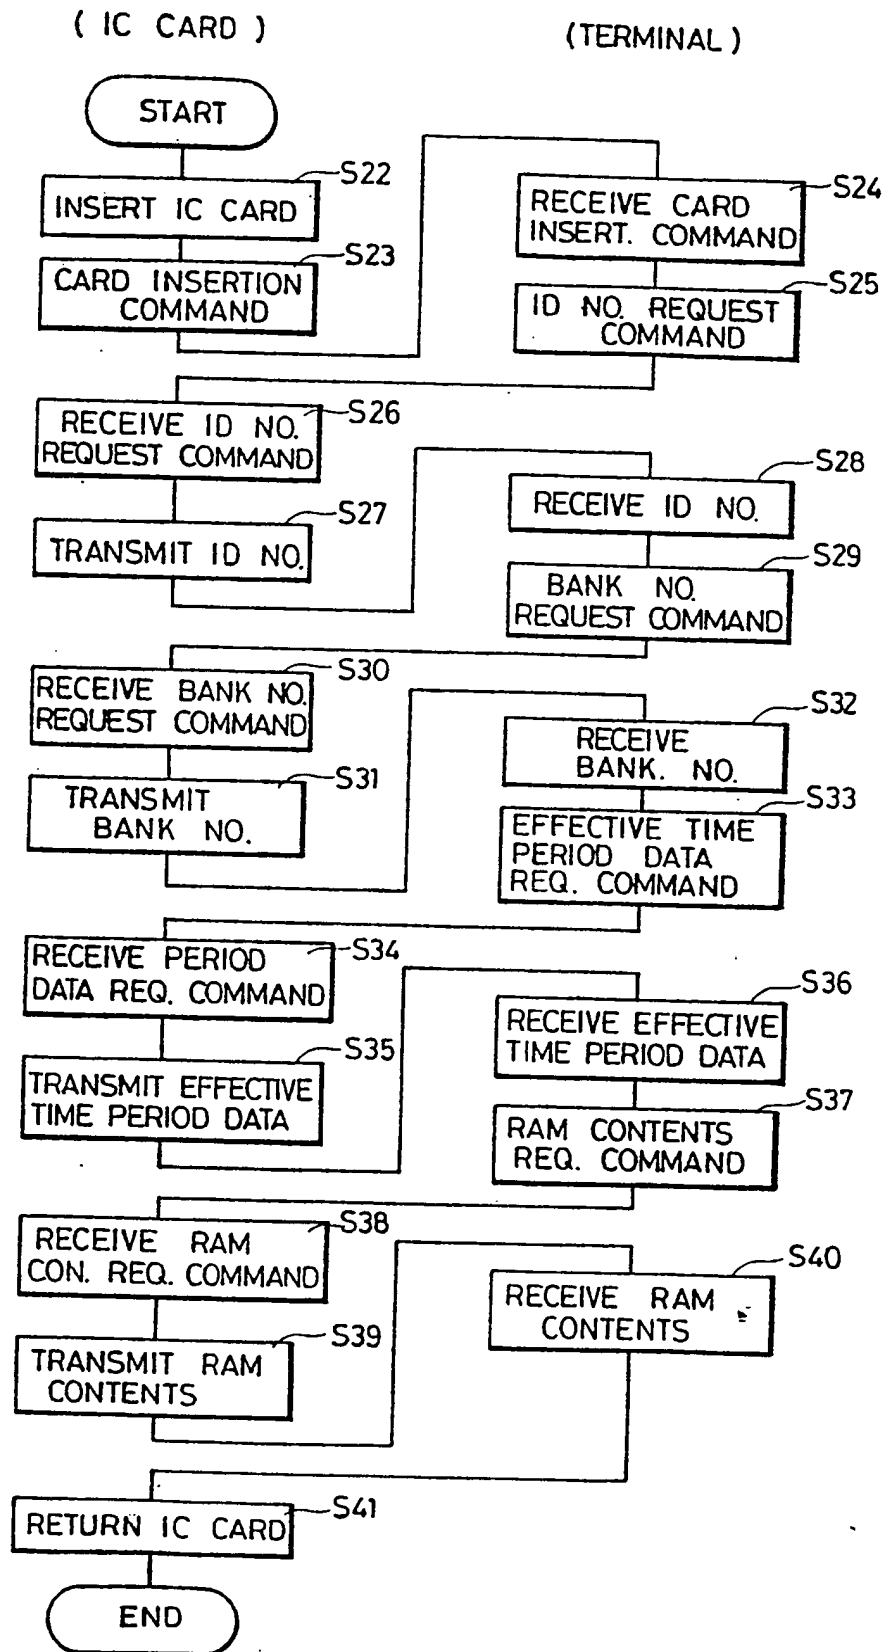 ( IC CARD )
(TERMINAL)
START
S22
INSERT IC CARD
S23
CARD INSERTION
COMMAND
S24
RECEIVE CARD
INSERT. COMMAND
S25
ID NO. REQUEST
COMMAND
S26
RECEIVE ID NO.
REQUEST COMMAND
S27
TRANSMIT ID NO.
S28
RECEIVE ID NO.
S29
BANK NO.
REQUEST COMMAND
S30
RECEIVE BANK NO.
REQUEST COMMAND
S31
TRANSMIT
BANK NO.
S32
RECEIVE
BANK. NO.
S33
EFFECTIVE TIME
PERIOD DATA
REQ. COMMAND
S34
RECEIVE PERIOD
DATA REQ. COMMAND
S35
TRANSMIT EFFECTIVE
TIME PERIOD DATA
S36
RECEIVE EFFECTIVE
TIME PERIOD DATA
S37
RAM CONTENTS
REQ. COMMAND
S38
RECEIVE RAM
CON. REQ. COMMAND
S39
TRANSMIT RAM
CONTENTS
S40
RECEIVE RAM
CONTENTS
S41
RETURN IC CARD
END